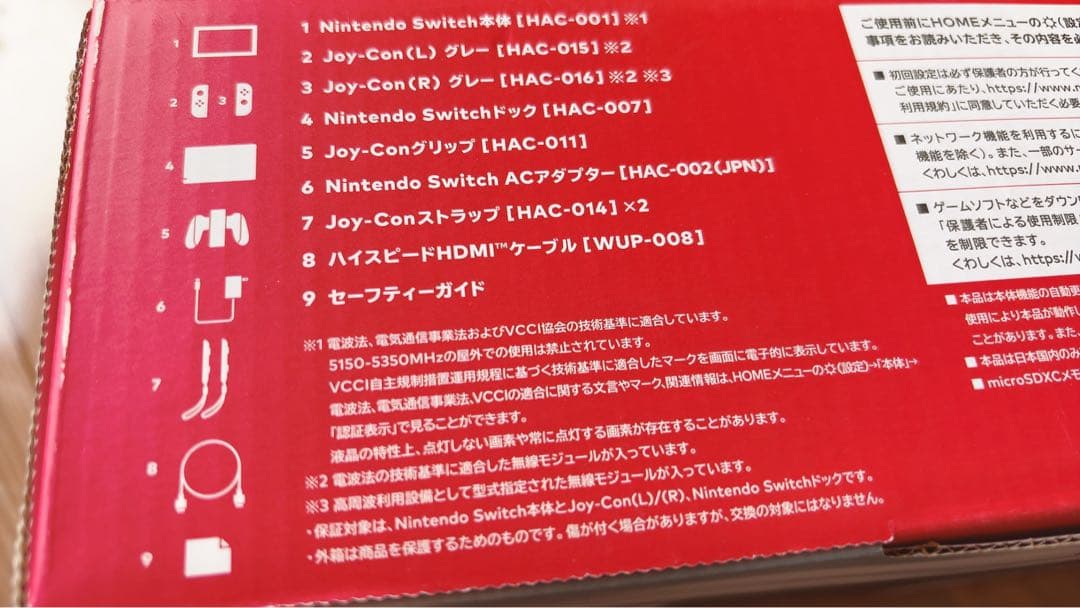 1 Nintendo Switch本体［HAC-001］※1
2 Joy-Con(L) グレー［HAC-015］※2
3 Joy-Con(R) グレー［HAC-016］※2 ※3
4 Nintendo Switchドック［HAC-007］
5 Joy-Conグリップ［HAC-011］
6 Nintendo Switch ACアダプター［HAC-002(JPN)］
7 Joy-Conストラップ［HAC-014］×2
8 ハイスピードHDMI™ケーブル［WUP-008］
9 セーフティーガイド
※1 電波法、電気通信事業法およびVCCI協会の技術基準に適合しています。
5150-5350MHzの屋外での使用は禁止されています。
VCCI自主規制措置運用規程に基づく技術基準に適合したマークを画面に電子的に表示しています。
電波法、電気通信事業法、VCCIの適合に関する文言やマーク、関連情報は、HOMEメニューの(設定)→「本体」→
「認証表示」で見ることができます。
液晶の特性上、点灯しない画素や常に点灯する画素が存在することがあります。
※2 電波法の技術基準に適合した無線モジュールが入っています。
※3 高周波利用設備として型式指定された無線モジュールが入っています。
・保証対象は、Nintendo Switch本体とJoy-Con(L)/(R)、Nintendo Switchドックです。
・外箱は商品を保護するためのものです。傷が付く場合がありますが、交換の対象にはなりません。
1
2 3
4
5
6
7
8
9
ご使用前にHOMEメニューの(設
事項をお読みいただき、その内容を
■ 初回設定は必ず保護者の方が行ってく
ご使用にあたり、https://www.n
利用規約」に同意していただく必要
■ ネットワーク機能を利用するに
機能を除く)。また、一部のサー
くわしくは、https://www.
■ ゲームソフトなどをダウン
「保護者による使用制限
を制限できます。
くわしくは、https://
■ 本品は本体機能の自動更
使用により本品が動作し
ことがあります。また、
■ 本品は日本国内のみ
■ microSDXCメモ